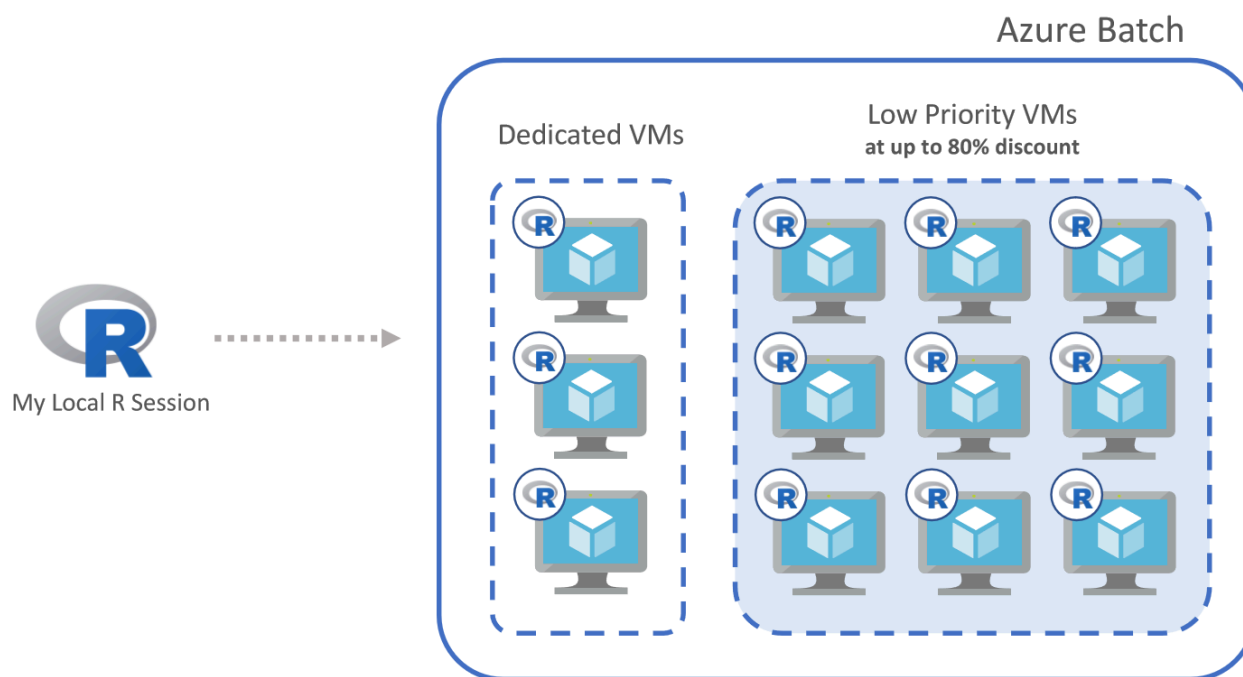 Azure Batch
Dedicated VMs
Low Priority VMs
at up to 80% discount
R
R
R
R
R
R
R
R
R
R
R
R
R
My Local R Session